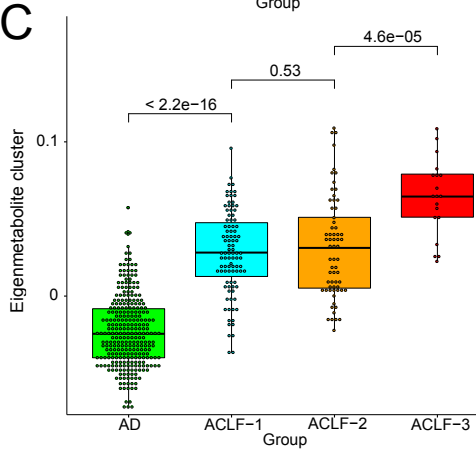 Group
C
4.6e−05
0.53
< 2.2e−16
Eigenmetabolite cluster
0.1
0
AD ACLF−1 ACLF−2 ACLF−3
Group